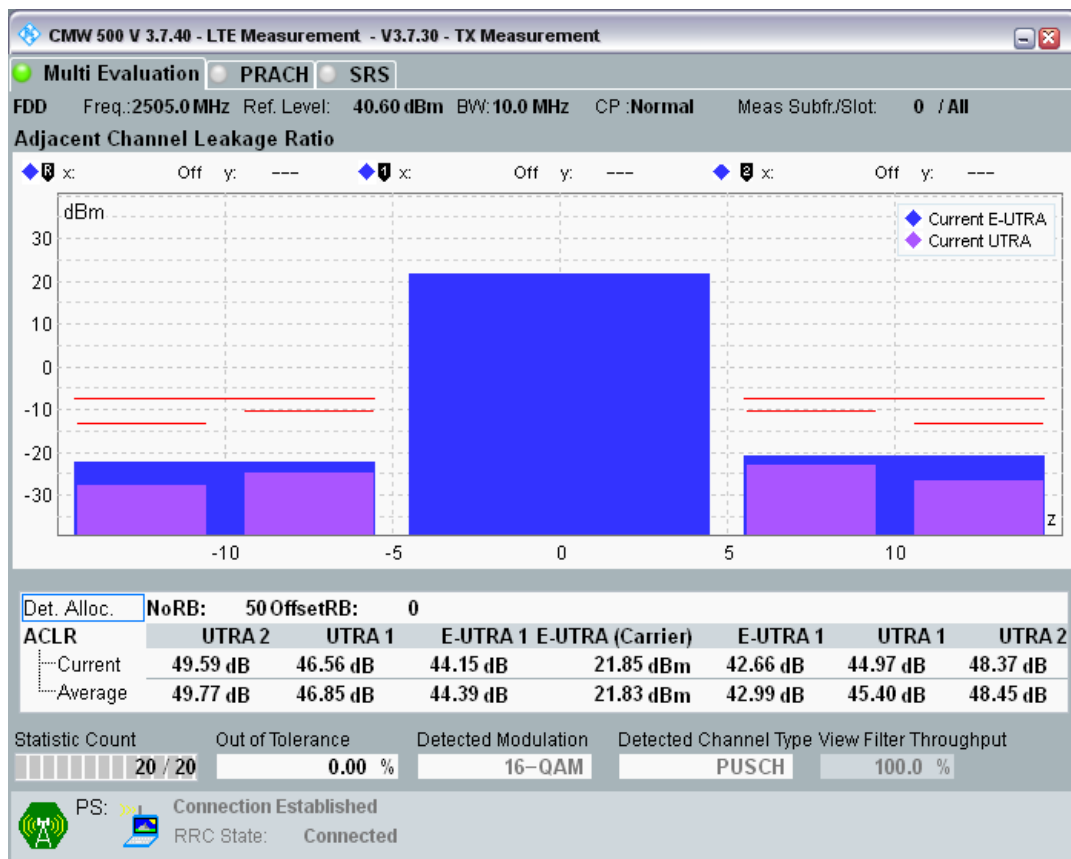 CMW 500 V 3.7.40 - LTE Measurement - V3.7.30 - TX Measurement
Multi Evaluation PRACH SRS
FDD Freq.:2505.0 MHz Ref. Level: 40.60 dBm BW: 10.0 MHz CP :Normal Meas Subfr./Slot: 0 / All
Adjacent Channel Leakage Ratio
R x: Off y: --- 1 x: Off y: --- 2 x: Off y: ---
dBm
Current E-UTRA
Current UTRA
30
20
10
0
-10
-20
-30
z
-10 -5 0 5 10
Det. Alloc. NoRB: 50 OffsetRB: 0
ACLR UTRA 2 UTRA 1 E-UTRA 1 E-UTRA (Carrier) E-UTRA 1 UTRA 1 UTRA 2
Current 49.59 dB 46.56 dB 44.15 dB 21.85 dBm 42.66 dB 44.97 dB 48.37 dB
Average 49.77 dB 46.85 dB 44.39 dB 21.83 dBm 42.99 dB 45.40 dB 48.45 dB
Statistic Count Out of Tolerance Detected Modulation Detected Channel Type View Filter Throughput
20 / 20 0.00 % 16-QAM PUSCH 100.0 %
PS: Connection Established
RRC State: Connected